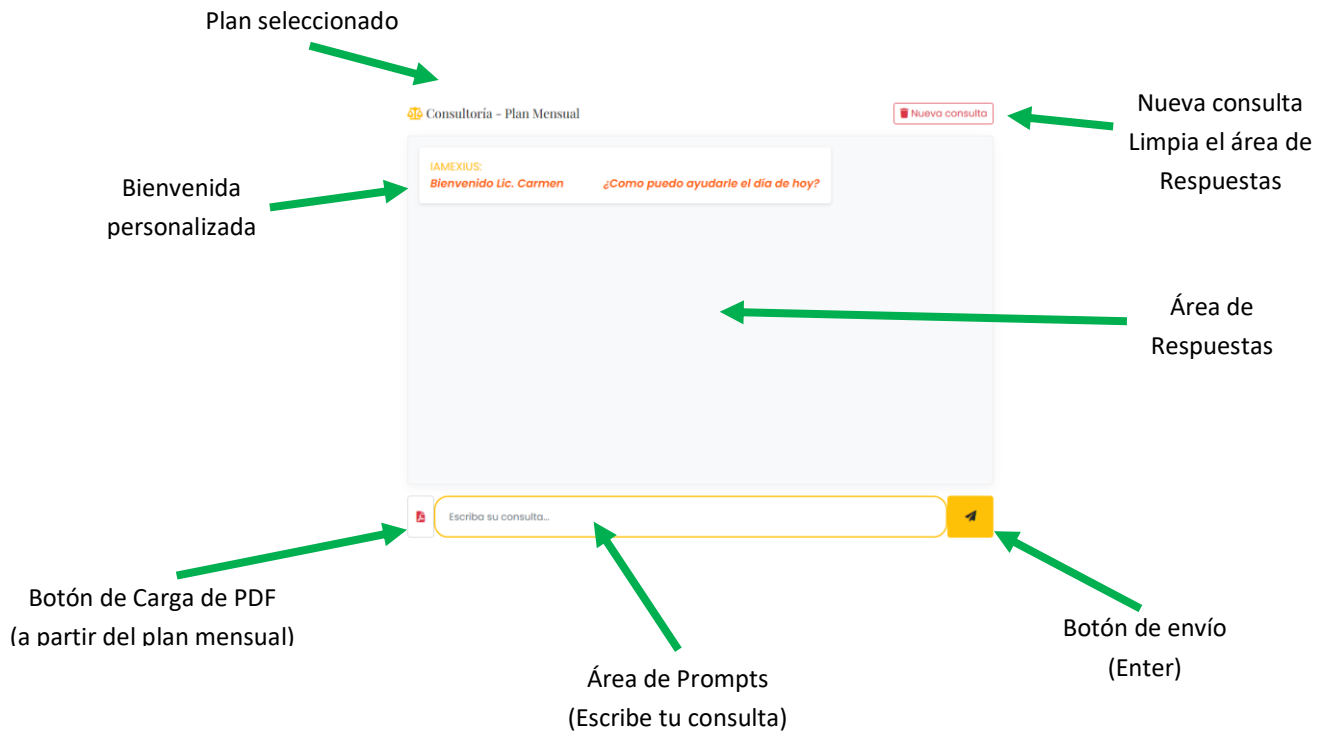 Plan seleccionado
Consultoría - Plan Mensual
Nueva consulta
Nueva consulta
Limpia el área de
Respuestas
IAMEXIUS:
Bienvenido Lic. Carmen ¿Como puedo ayudarle el día de hoy?
Bienvenida
personalizada
Área de
Respuestas
Escriba su consulta...
Botón de Carga de PDF
(a partir del plan mensual)
Área de Prompts
(Escribe tu consulta)
Botón de envío
(Enter)